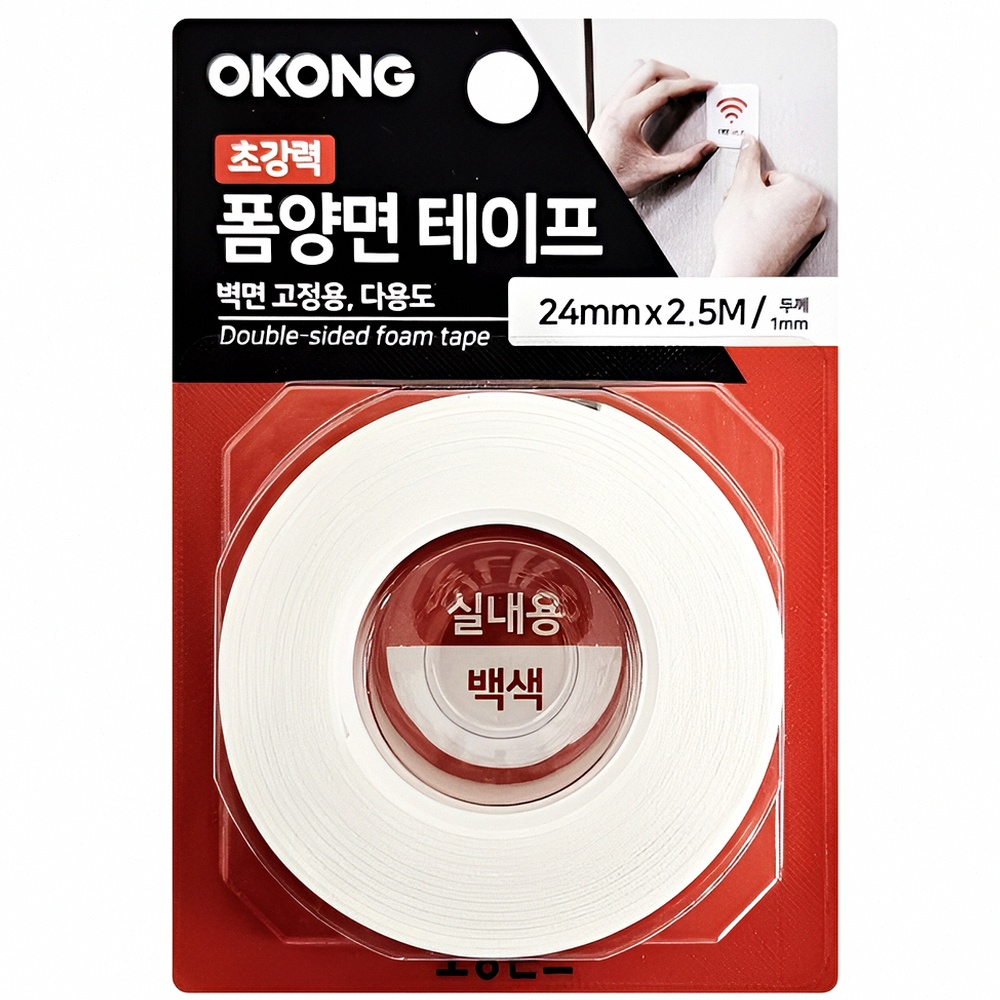 OKONG
초강력
폼양면 테이프
벽면 고정용, 다용도
Double-sided foam tape
24mm x 2.5M / 두께 1mm
실내용
백색